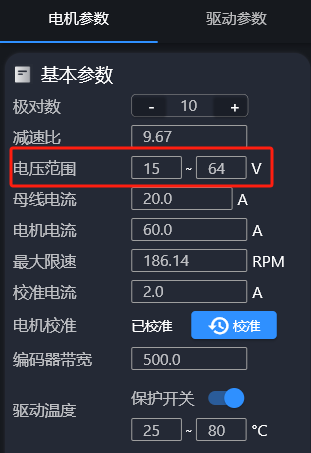 电机参数 驱动参数
基本参数
极对数 - 10 +
减速比 9.67
电压范围 15 ~ 64 V
母线电流 20.0 A
电机电流 60.0 A
最大限速 186.14 RPM
校准电流 2.0 A
电机校准 已校准 校准
编码器带宽 500.0
保护开关
驱动温度
25 ~ 80 °C